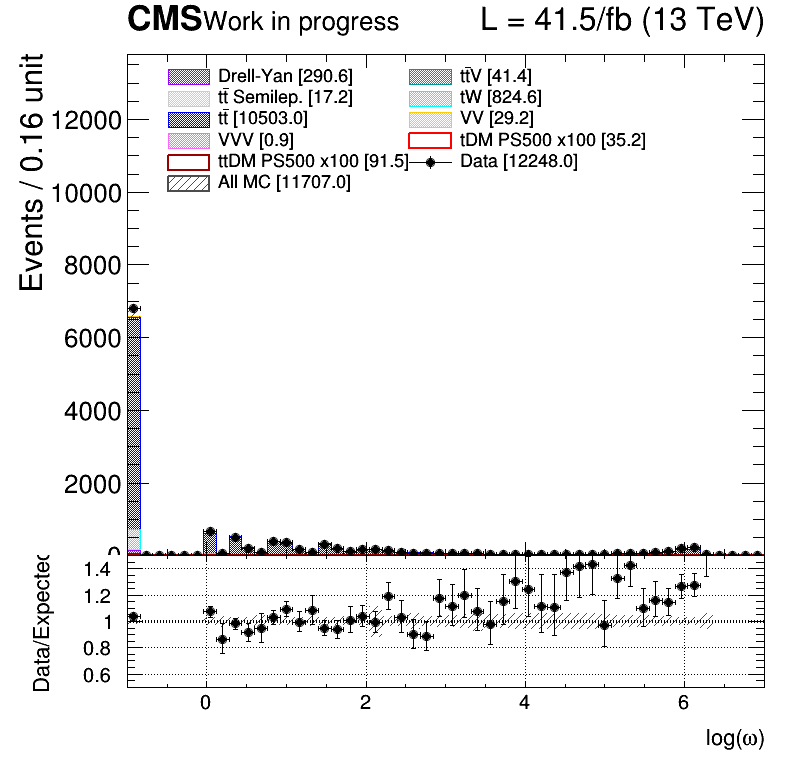 CMS Work in progress L = 41.5/fb (13 TeV)
Events / 0.16 unit
12000
10000
8000
6000
4000
2000
0
Drell-Yan [290.6]
tt̄V [41.4]
tt̄ Semilep. [17.2]
tW [824.6]
tt̄ [10503.0]
VV [29.2]
VVV [0.9]
tDM PS500 x100 [35.2]
ttDM PS500 x100 [91.5]
Data [12248.0]
All MC [11707.0]
Data/Expected
1.4
1.2
1
0.8
0.6
0 2 4 6
log(ω)